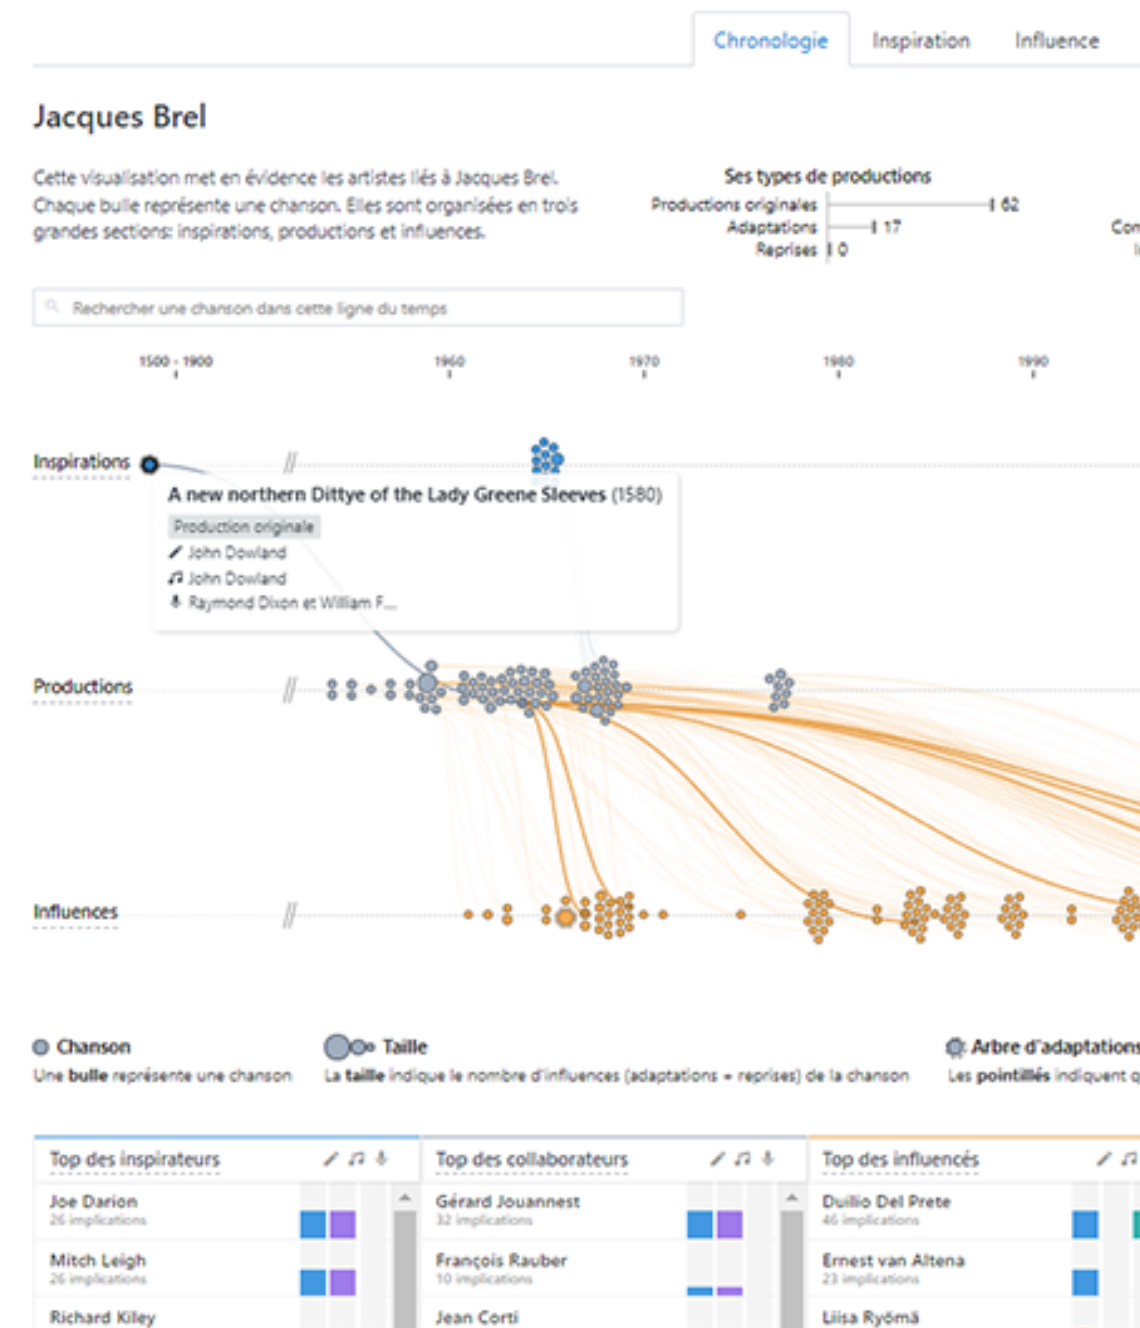 Chronologie Inspiration Influence
Jacques Brel
Cette visualisation met en évidence les artistes liés à Jacques Brel.
Chaque bulle représente une chanson. Elles sont organisées en trois
grandes sections: inspirations, productions et influences.
Ses types de productions
Productions originales 62
Adaptations 17
Reprises 0
Rechercher une chanson dans cette ligne du temps
1500 - 1900 1960 1970 1980 1990
Inspirations
A new northern Dittye of the Lady Greene Sleeves (1580)
Production originale
John Dowland
John Dowland
Raymond Dixon et William F...
Productions
Influences
Chanson
Une bulle représente une chanson
Taille
La taille indique le nombre d'influences (adaptations + reprises) de la chanson
Arbre d'adaptations
Les pointillés indiquent
Top des inspirateurs
Joe Darion
26 implications
Mitch Leigh
26 implications
Richard Kiley
Top des collaborateurs
Gérard Jouannest
32 implications
François Rauber
10 implications
Jean Corti
Top des influencés
Duilio Del Prete
46 implications
Ernest van Altena
23 implications
Liisa Ryömä